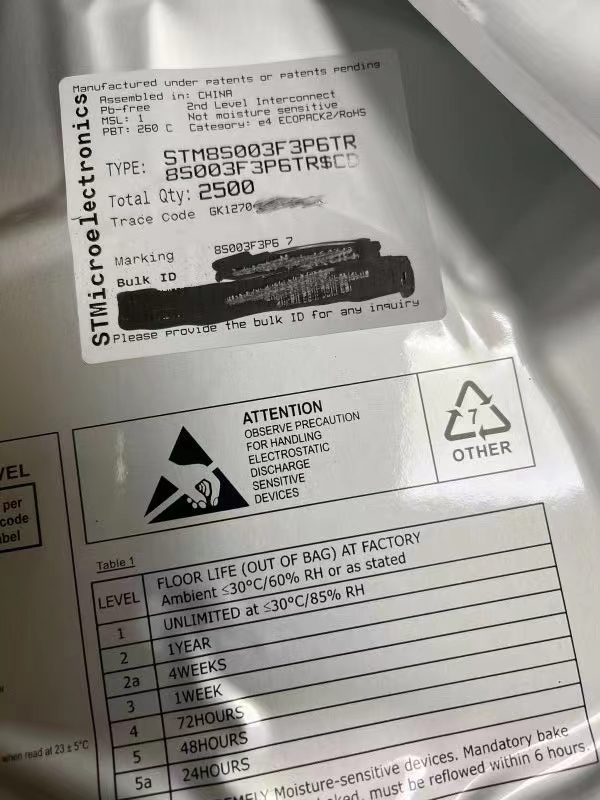 STMicroelectronics
Manufactured under patents or patents pending
Assembled in: CHINA
Pb-free 2nd Level Interconnect
MSL: 1 Not moisture sensitive
PBT: 260 C Category: e4 ECOPACK2/RoHS
TYPE: STM8S003F3P6TR
8S003F3P6TR$CD
Total Qty: 2500
Trace Code GK1270
Marking 8S003F3P6 7
Bulk ID
Please provide the bulk ID for any inquiry
ATTENTION
OBSERVE PRECAUTION
FOR HANDLING
ELECTROSTATIC
DISCHARGE
SENSITIVE
DEVICES
7
OTHER
VEL
per
code
bel
when read at 23 ± 5°C
Table 1
LEVEL FLOOR LIFE (OUT OF BAG) AT FACTORY
Ambient ≤30°C/60% RH or as stated
1 UNLIMITED at ≤30°C/85% RH
2 1YEAR
2a 4WEEKS
3 1WEEK
4 72HOURS
5 48HOURS
5a 24HOURS
Moisture-sensitive devices. Mandatory bake
must be reflowed within 6 hours.